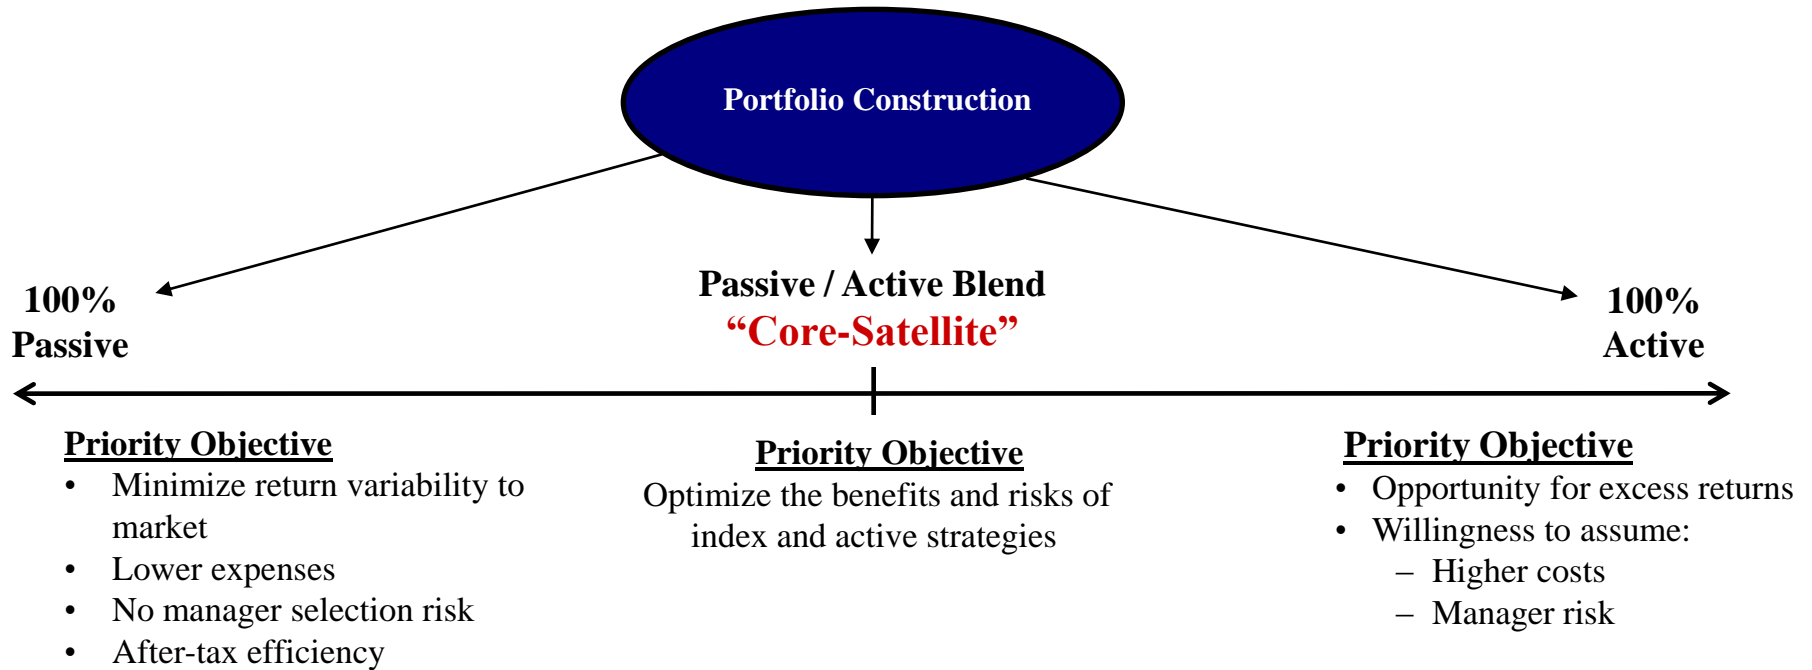 Portfolio Construction
100%
Passive
Passive / Active Blend
“Core-Satellite”
100%
Active
Priority Objective
• Minimize return variability to
market
• Lower expenses
• No manager selection risk
• After-tax efficiency
Priority Objective
Optimize the benefits and risks of
index and active strategies
Priority Objective
• Opportunity for excess returns
• Willingness to assume:
– Higher costs
– Manager risk